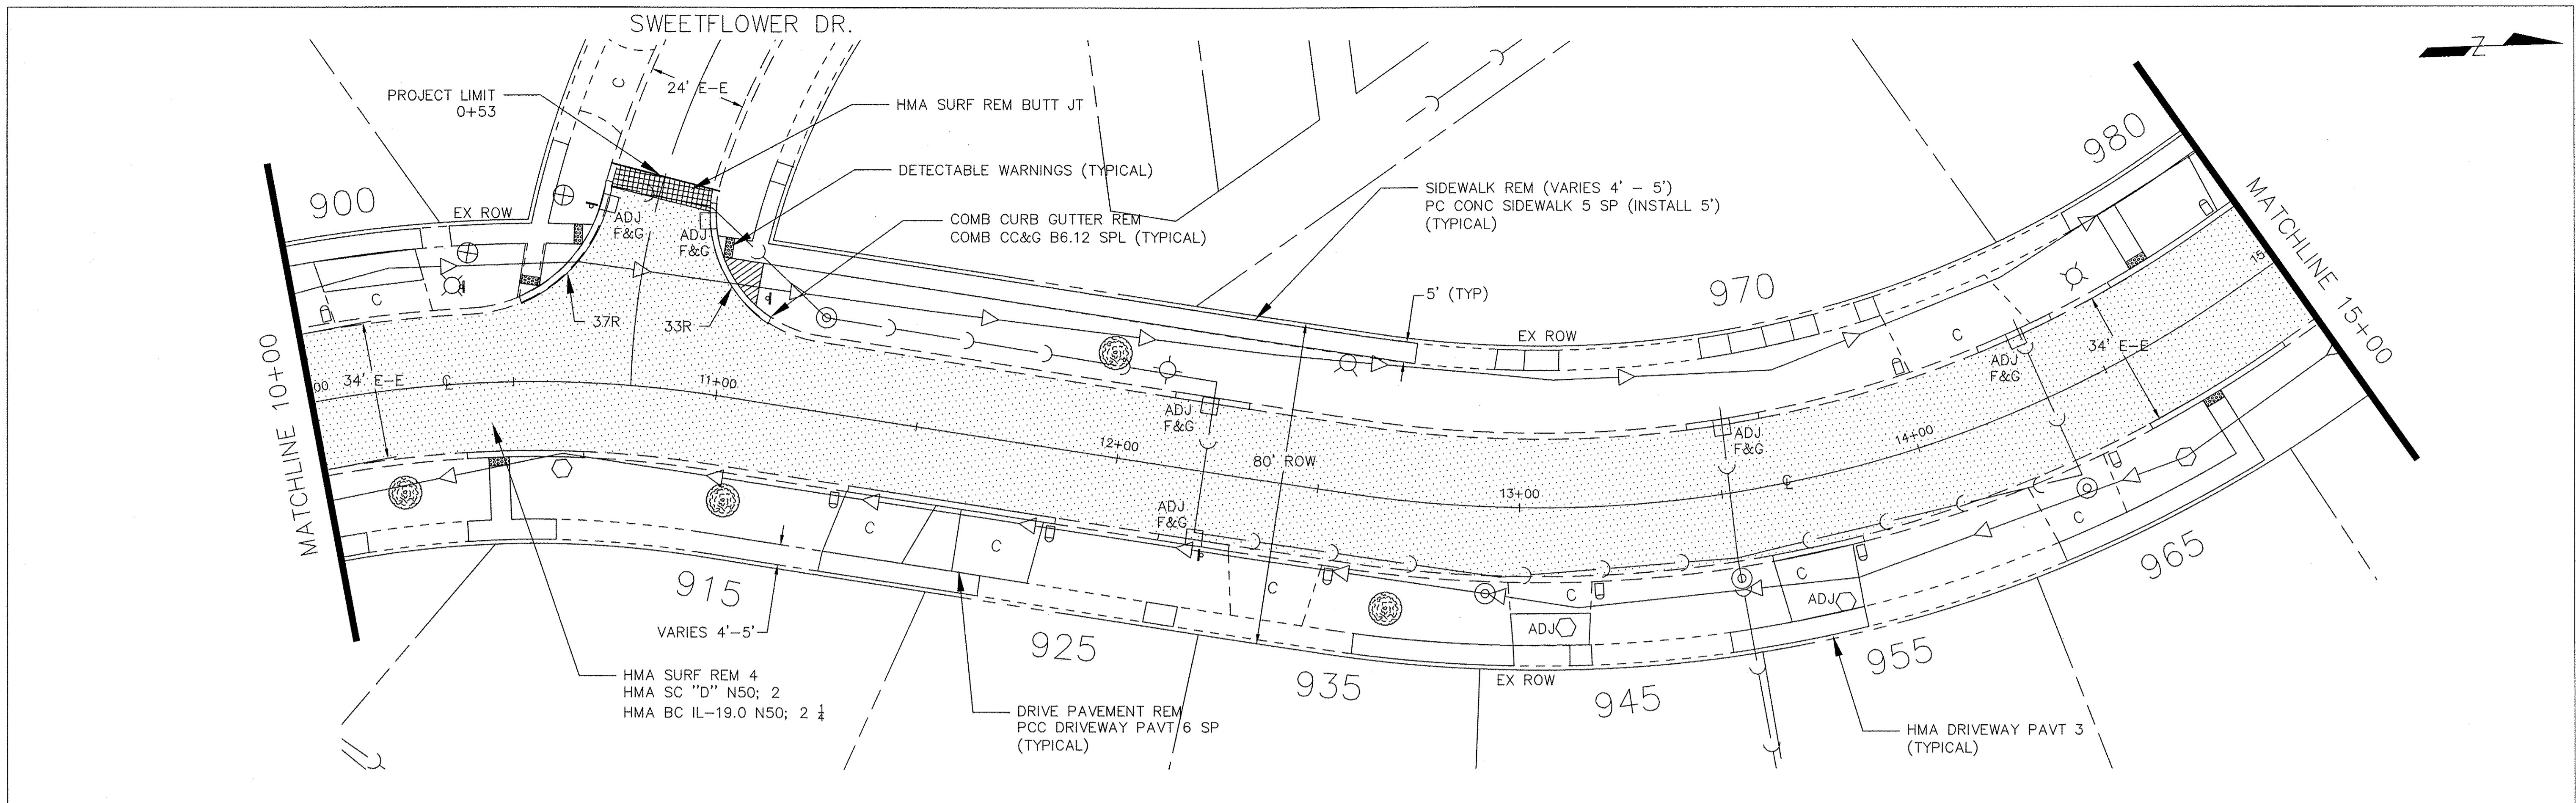 SWEETFLOWER DR.
Z
PROJECT LIMIT
0+53
24' E-E
C
HMA SURF REM BUTT JT
DETECTABLE WARNINGS (TYPICAL)
COMB CURB GUTTER REM
COMB CC&G B6.12 SPL (TYPICAL)
SIDEWALK REM (VARIES 4' - 5')
PC CONC SIDEWALK 5 SP (INSTALL 5')
(TYPICAL)
980
MATCHLINE 15+00
900
EX ROW
ADJ
F&G
ADJ
F&G
C
37R
33R
5' (TYP)
970
EX ROW
C
ADJ
F&G
34' E-E
15
MATCHLINE 10+00
00
34' E-E
℄
11+00
ADJ
F&G
12+00
80' ROW
ADJ
F&G
14+00
13+00
℄
ADJ
F&G
C
C
C
C
C
ADJ
ADJ
915
VARIES 4'-5'
925
935
EX ROW
945
955
965
HMA SURF REM 4
HMA SC "D" N50; 2
HMA BC IL-19.0 N50; 2 ¼
DRIVE PAVEMENT REM
PCC DRIVEWAY PAVT 6 SP
(TYPICAL)
HMA DRIVEWAY PAVT 3
(TYPICAL)